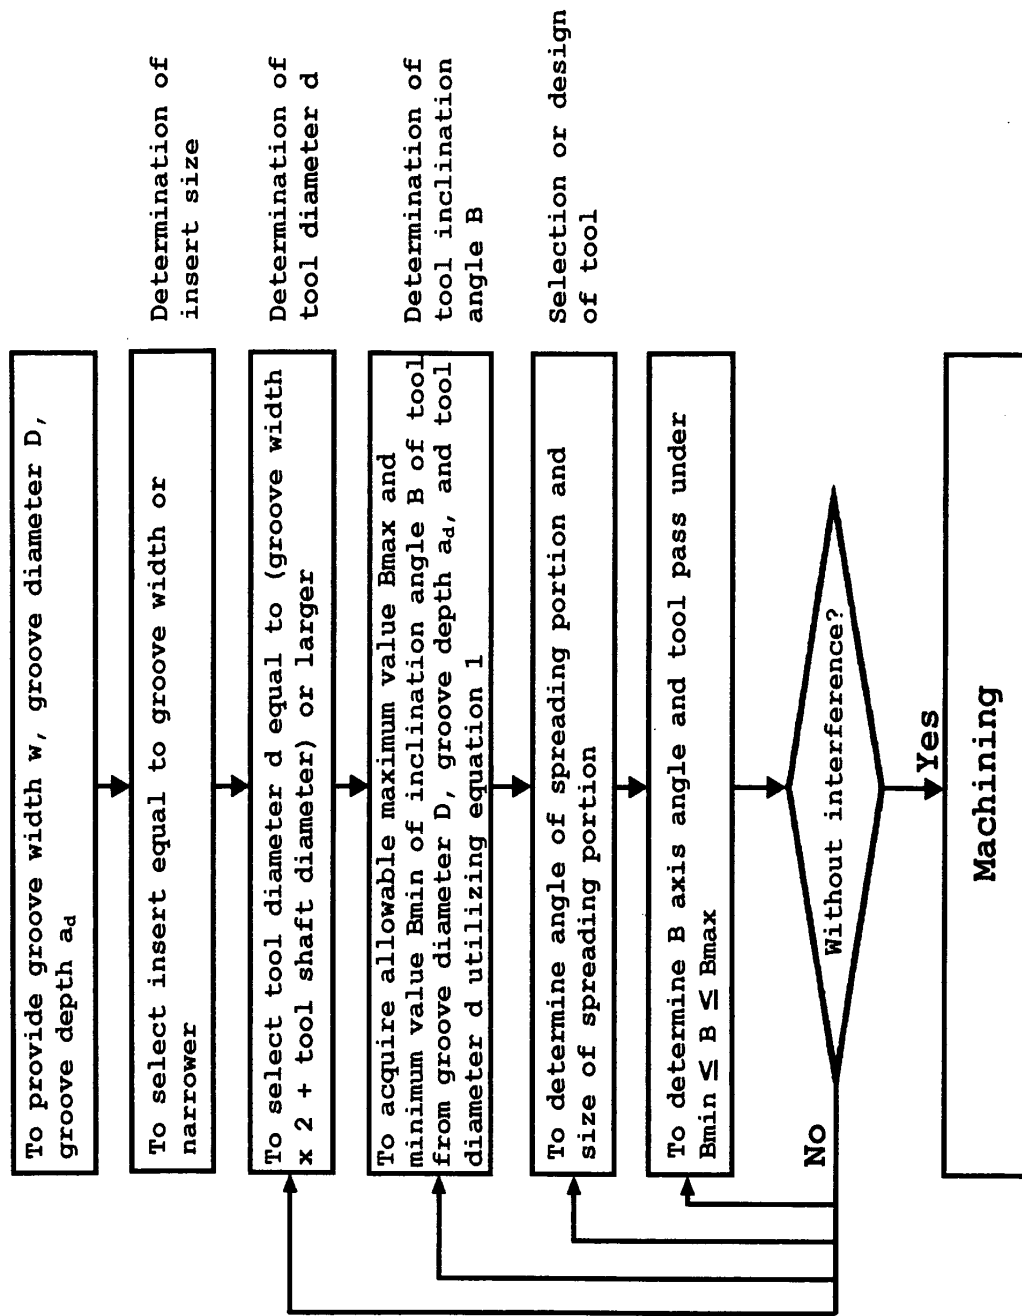 To provide groove width w, groove diameter D,
groove depth ad
To select insert equal to groove width or
narrower
Determination of
insert size
To select tool diameter d equal to (groove width
x 2 + tool shaft diameter) or larger
Determination of
tool diameter d
To acquire allowable maximum value Bmax and
minimum value Bmin of inclination angle B of tool
from groove diameter D, groove depth ad, and tool
diameter d utilizing equation 1
Determination of
tool inclination
angle B
To determine angle of spreading portion and
size of spreading portion
Selection or design
of tool
To determine B axis angle and tool pass under
Bmin ≤ B ≤ Bmax
Without interference?
No
Yes
Machining